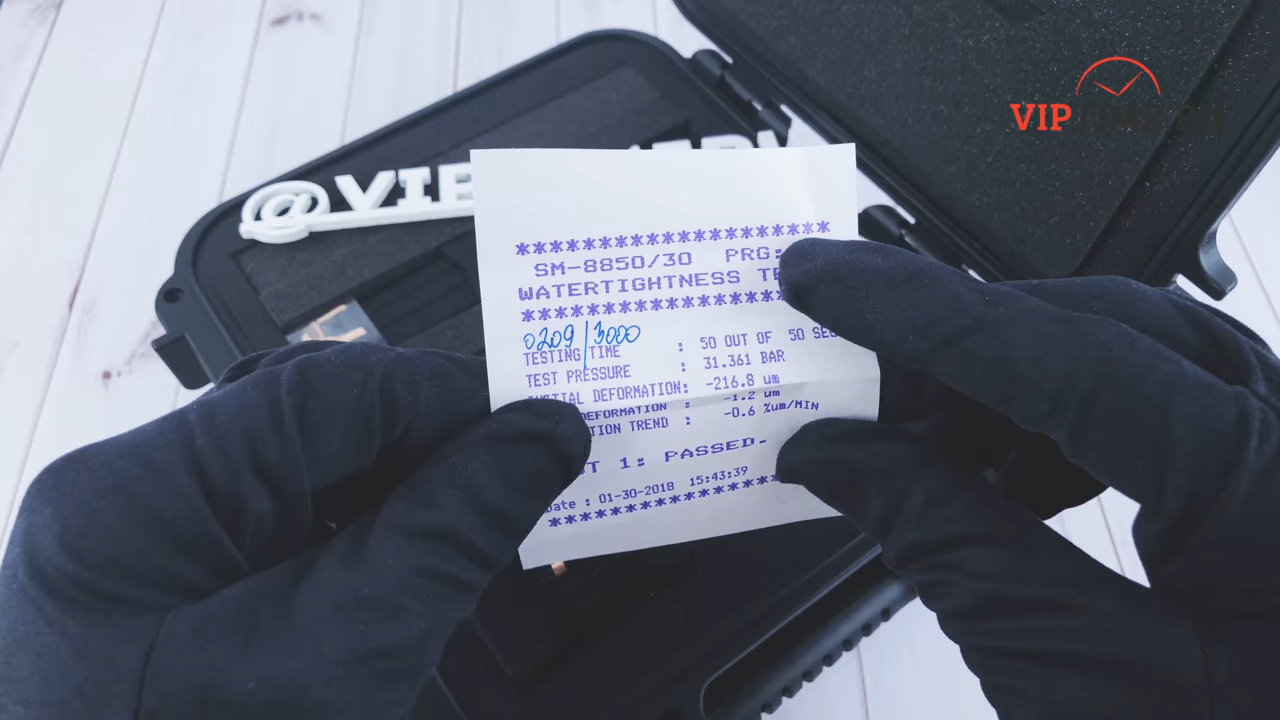 VIP
@VIP
*******************
SM-8850/30 PRG:
WATERTIGHTNESS
*****************
0209/3000
TESTING TIME : 50 OUT OF 50 SEC
TEST PRESSURE : 31.361 BAR
INITIAL DEFORMATION: -216.8 um
DEFORMATION : -1.2 um
TION TREND : -0.6 %um/MIN
T 1: PASSED.
Date : 01-30-2018 15:43:39
***************